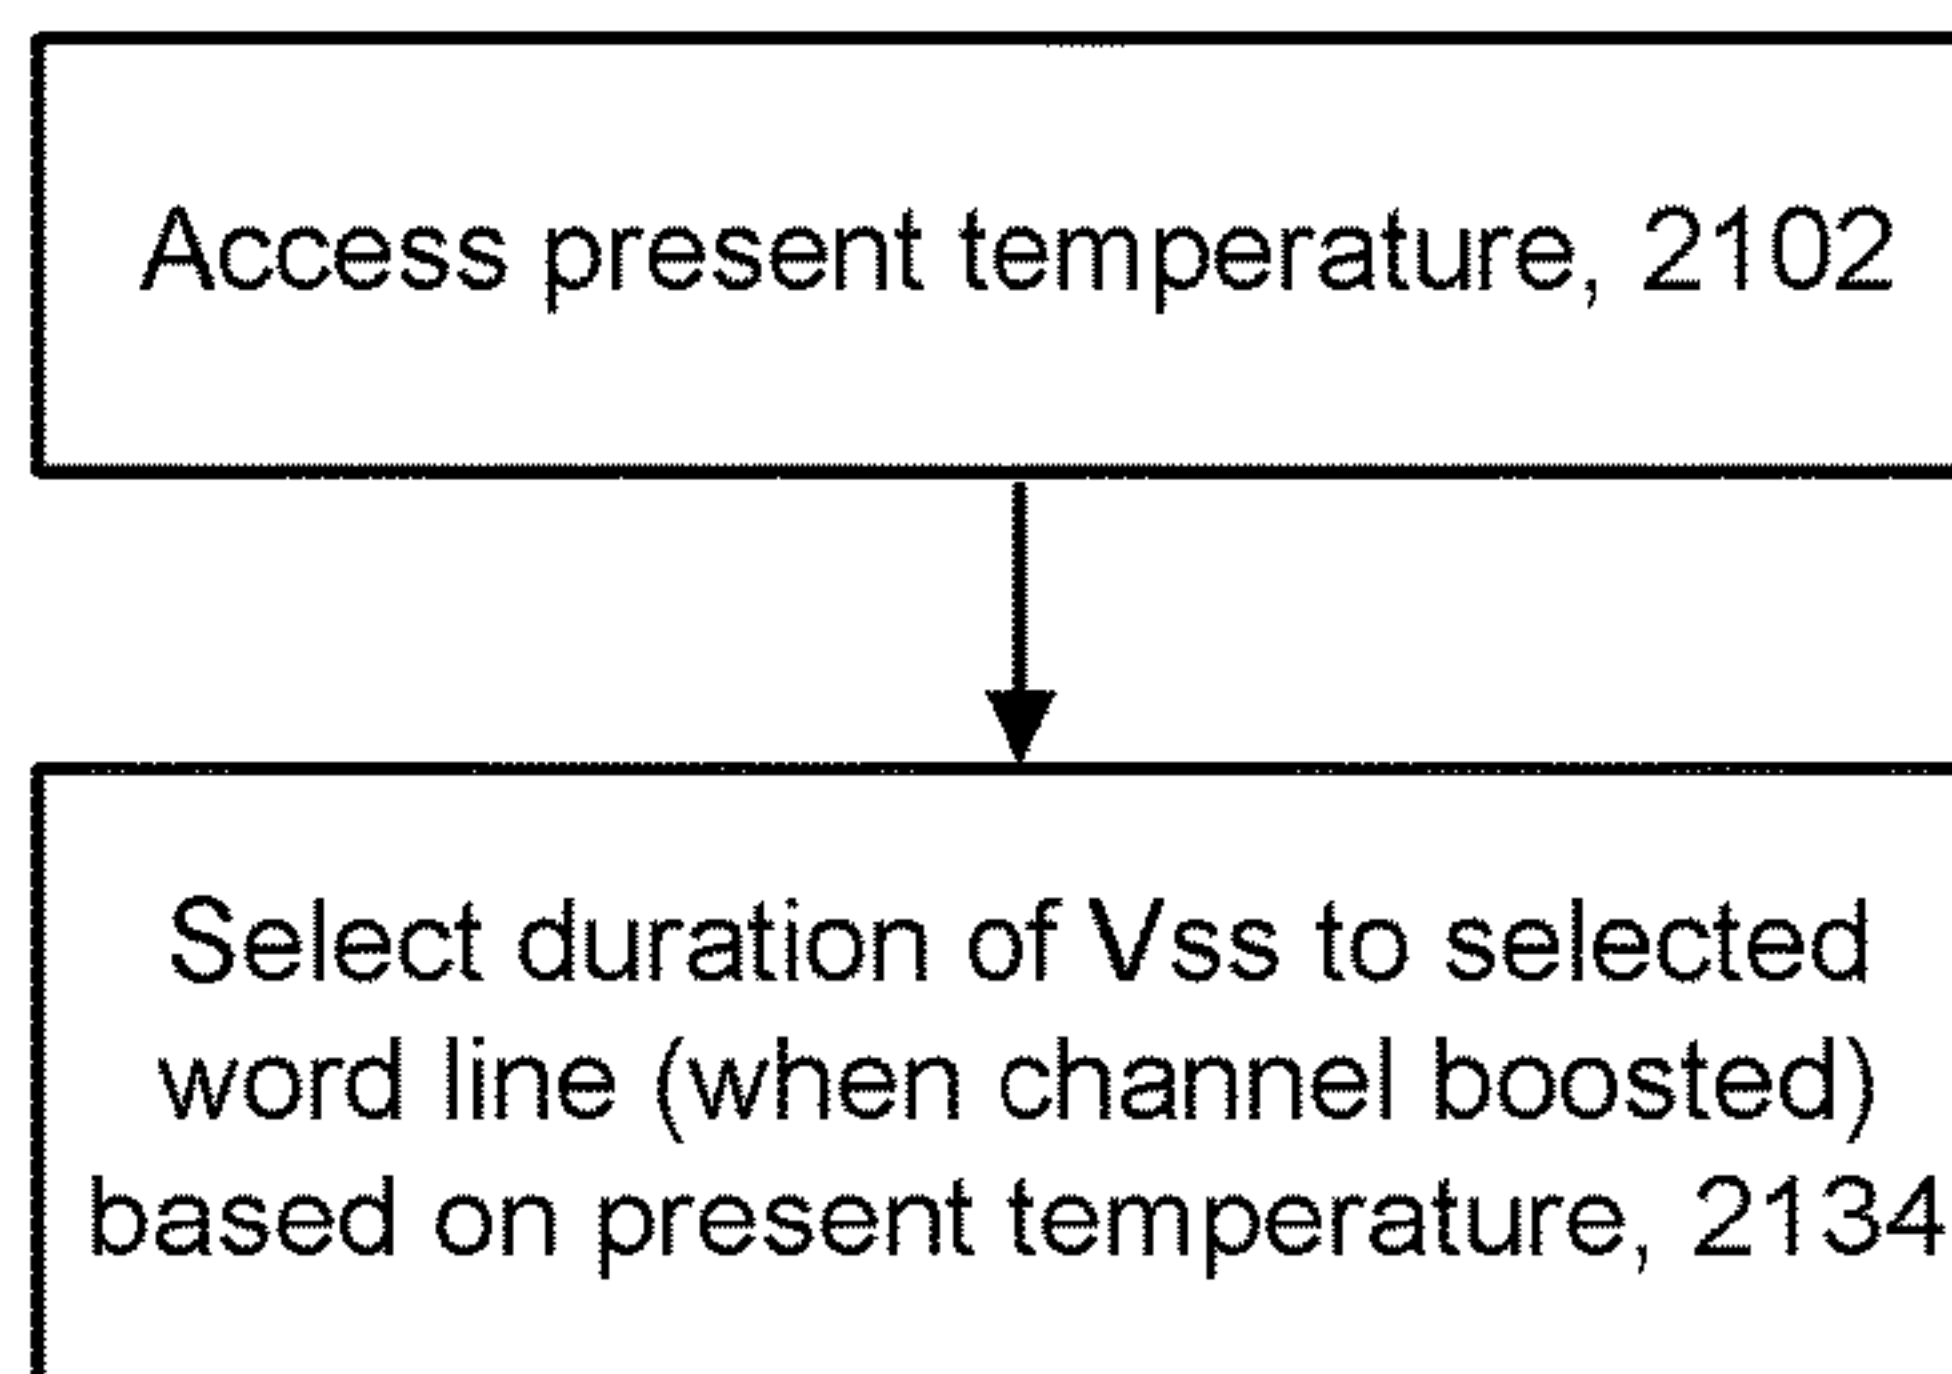 Access present temperature, 2102
Select duration of Vss to selected
word line (when channel boosted)
based on present temperature, 2134